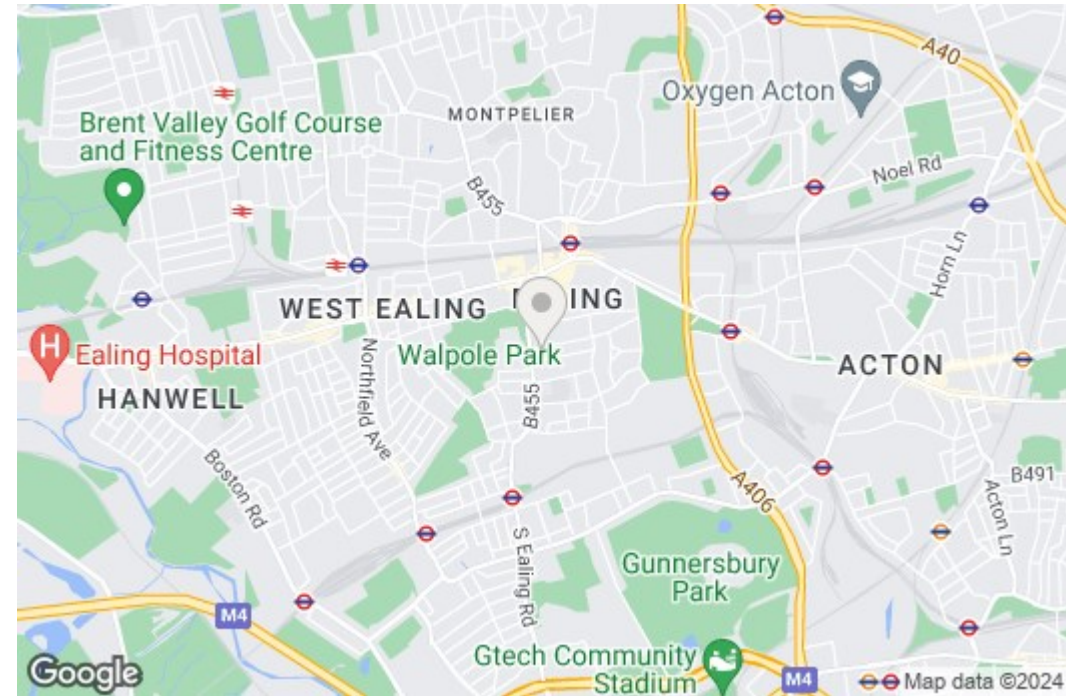 A40
Oxygen Acton
MONTPELIER
Brent Valley Golf Course
and Fitness Centre
Noel Rd
B455
Horn Ln
WEST EALING
ING
Walpole Park
Ealing Hospital
H
ACTON
HANWELL
Northfield Ave
B455
Boston Rd
A406
B491
Acton Ln
S Ealing Rd
Gunnersbury
Park
M4
Gtech Community
Stadium
M4
Google
Map data ©2024